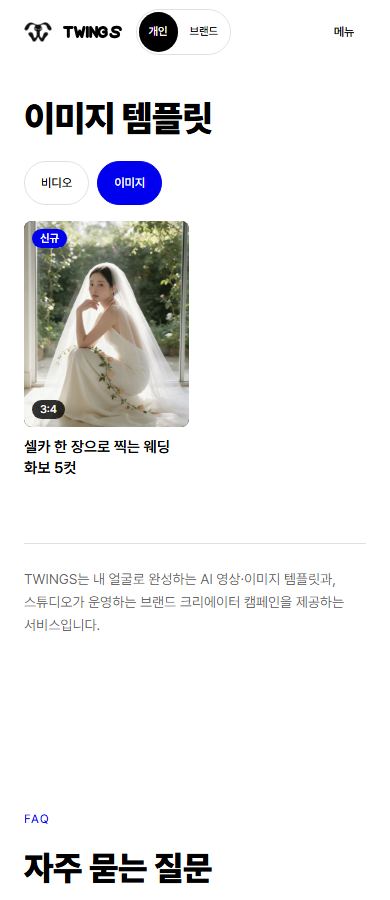 TWINGS
개인
브랜드
메뉴
이미지 템플릿
비디오
이미지
신규
3:4
셀카 한 장으로 찍는 웨딩
화보 5컷
TWINGS는 내 얼굴로 완성하는 AI 영상·이미지 템플릿과,
스튜디오가 운영하는 브랜드 크리에이터 캠페인을 제공하는
서비스입니다.
FAQ
자주 묻는 질문